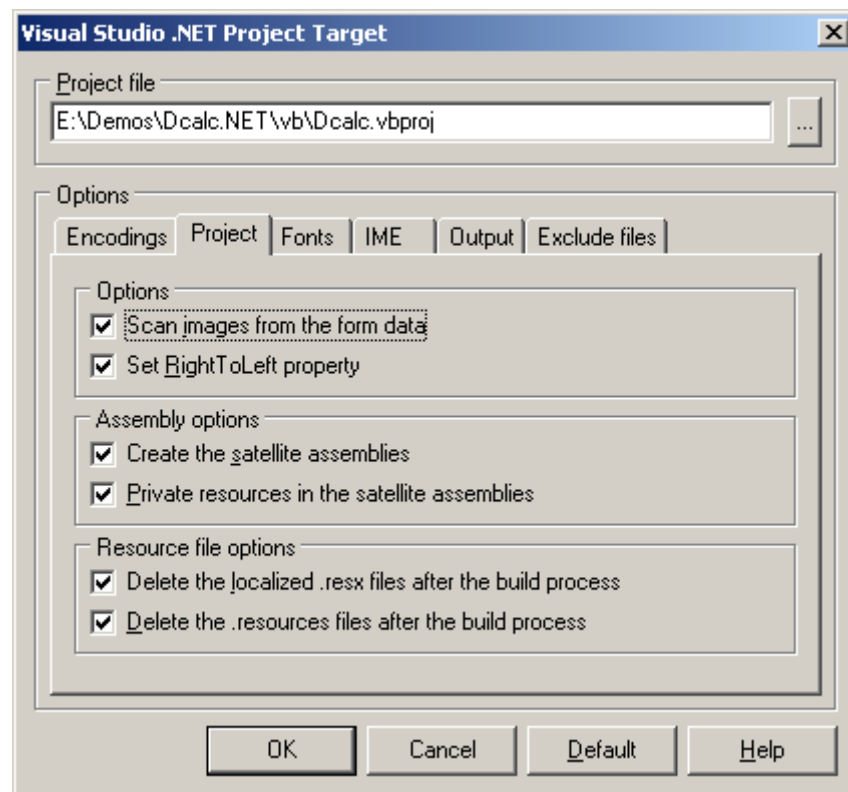 Visual Studio .NET Project Target
Project file
E:\Demos\Dcalc.NET\vb\Dcalc.vbproj
...
Options
Encodings Project Fonts IME Output Exclude files
Options
Scan images from the form data
Set RightToLeft property
Assembly options
Create the satellite assemblies
Private resources in the satellite assemblies
Resource file options
Delete the localized .resx files after the build process
Delete the .resources files after the build process
OK Cancel Default Help